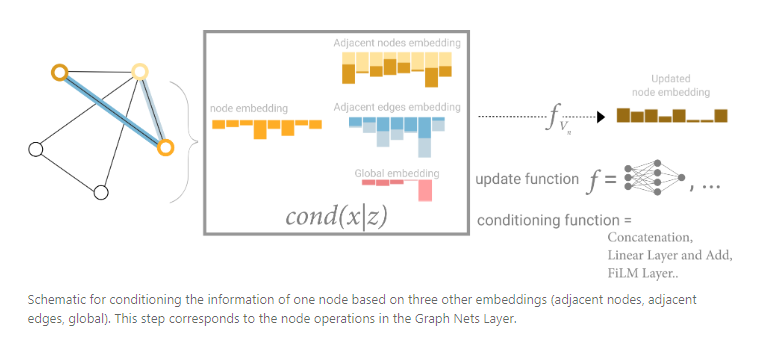 Adjacent nodes embedding
node embedding
Adjacent edges embedding
Global embedding
cond(x|z)
f Vn
Updated
node embedding
update function f = , ...
conditioning function =
Concatenation,
Linear Layer and Add,
FiLM Layer..
Schematic for conditioning the information of one node based on three other embeddings (adjacent nodes, adjacent
edges, global). This step corresponds to the node operations in the Graph Nets Layer.